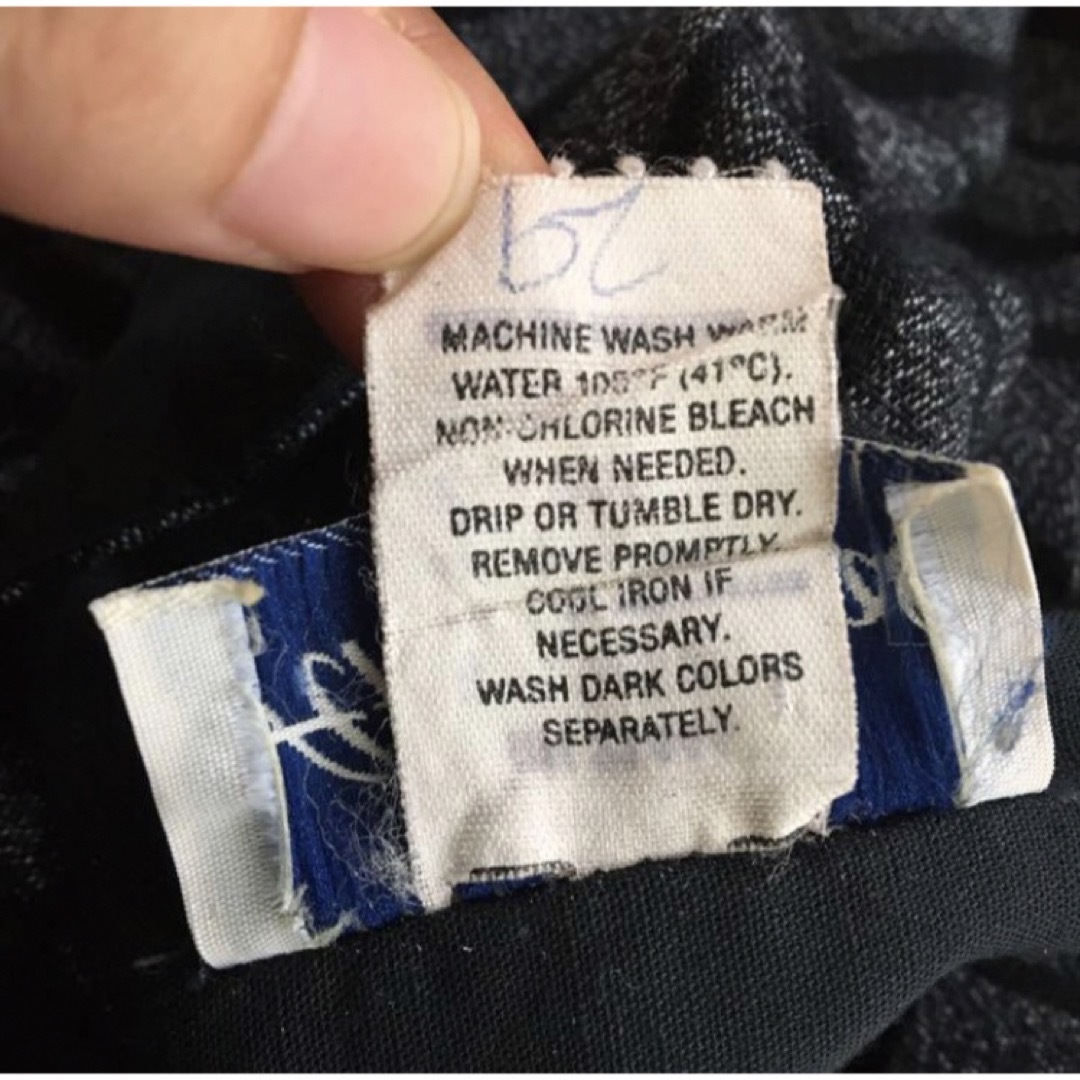 MACHINE WASH WARM
WATER 105°F (41°C).
NON-CHLORINE BLEACH
WHEN NEEDED.
DRIP OR TUMBLE DRY.
REMOVE PROMPTLY.
COOL IRON IF
NECESSARY.
WASH DARK COLORS
SEPARATELY.